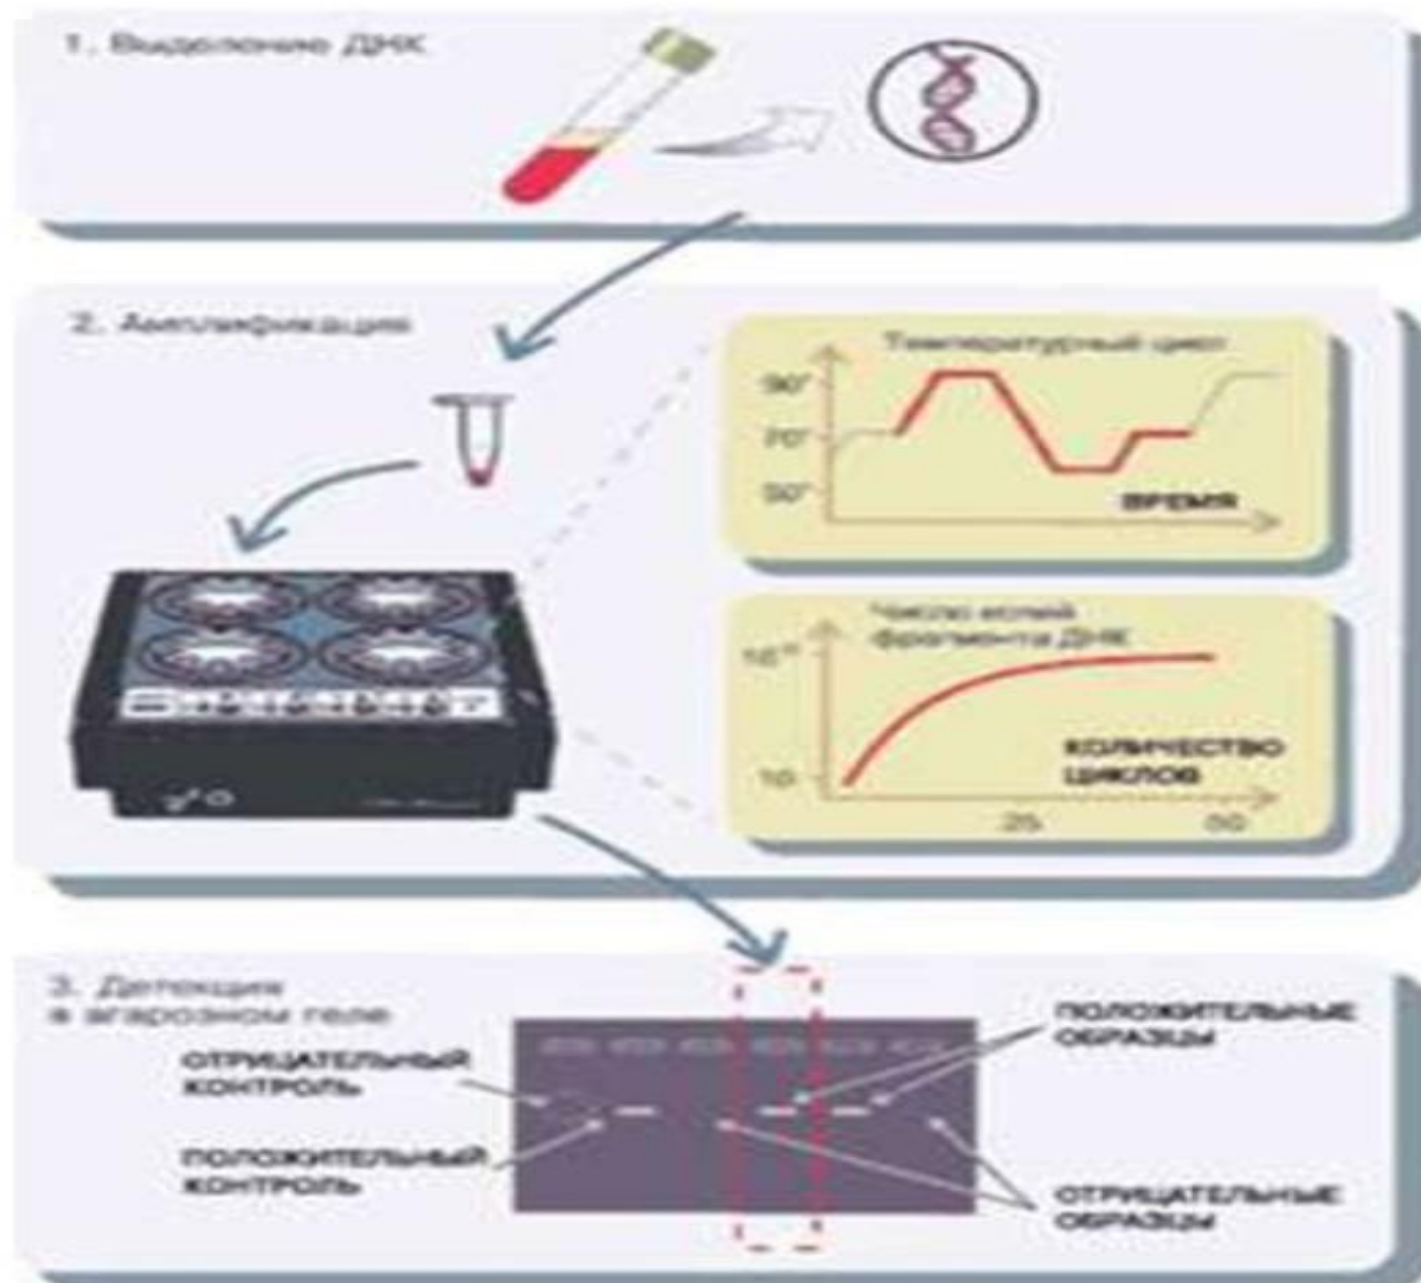 1. Выделение ДНК
2. Амплификация
Температурный цикл
90°
70°
50°
ВРЕМЯ
Число копий
фрагмента ДНК
10
КОЛИЧЕСТВО
ЦИКЛОВ
25
50
3. Детекция
в агарозном геле
ОТРИЦАТЕЛЬНЫЙ
КОНТРОЛЬ
ПОЛОЖИТЕЛЬНЫЙ
КОНТРОЛЬ
ПОЛОЖИТЕЛЬНЫЕ
ОБРАЗЦЫ
ОТРИЦАТЕЛЬНЫЕ
ОБРАЗЦЫ